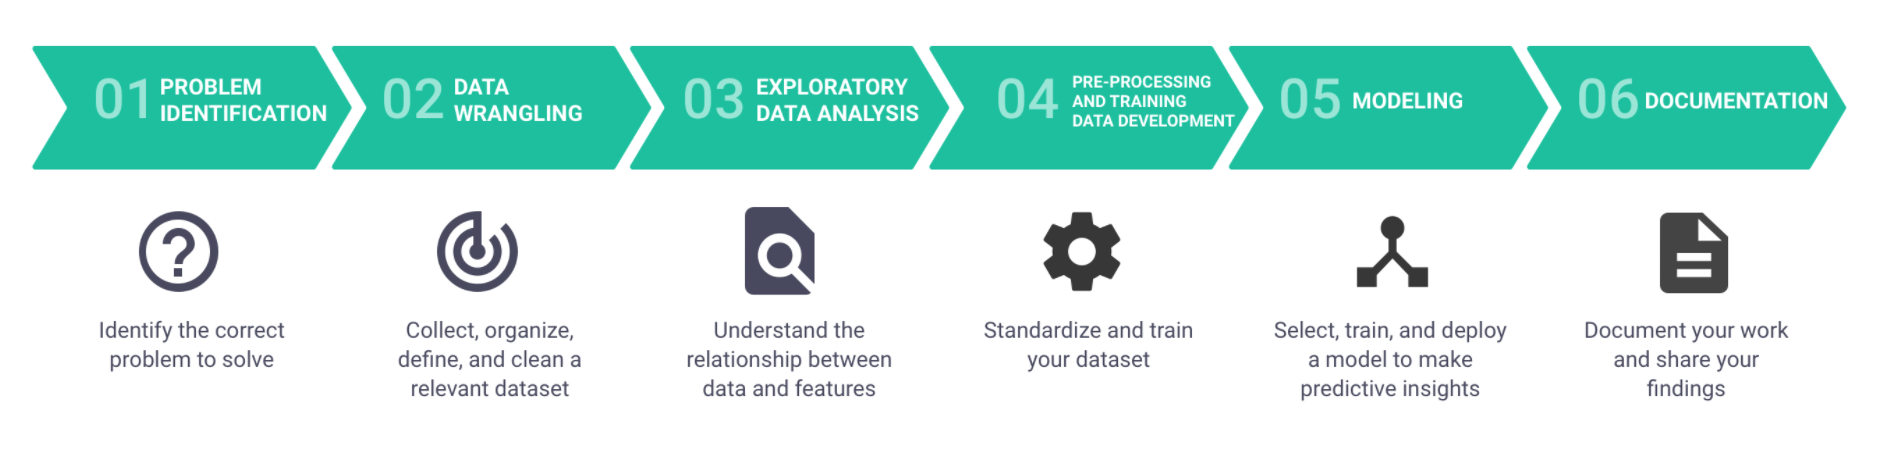 01 PROBLEM
IDENTIFICATION
02 DATA
WRANGLING
03 EXPLORATORY
DATA ANALYSIS
04 PRE-PROCESSING
AND TRAINING
DATA DEVELOPMENT
05 MODELING
06 DOCUMENTATION
Identify the correct
problem to solve
Collect, organize,
define, and clean a
relevant dataset
Understand the
relationship between
data and features
Standardize and train
your dataset
Select, train, and deploy
a model to make
predictive insights
Document your work
and share your
findings